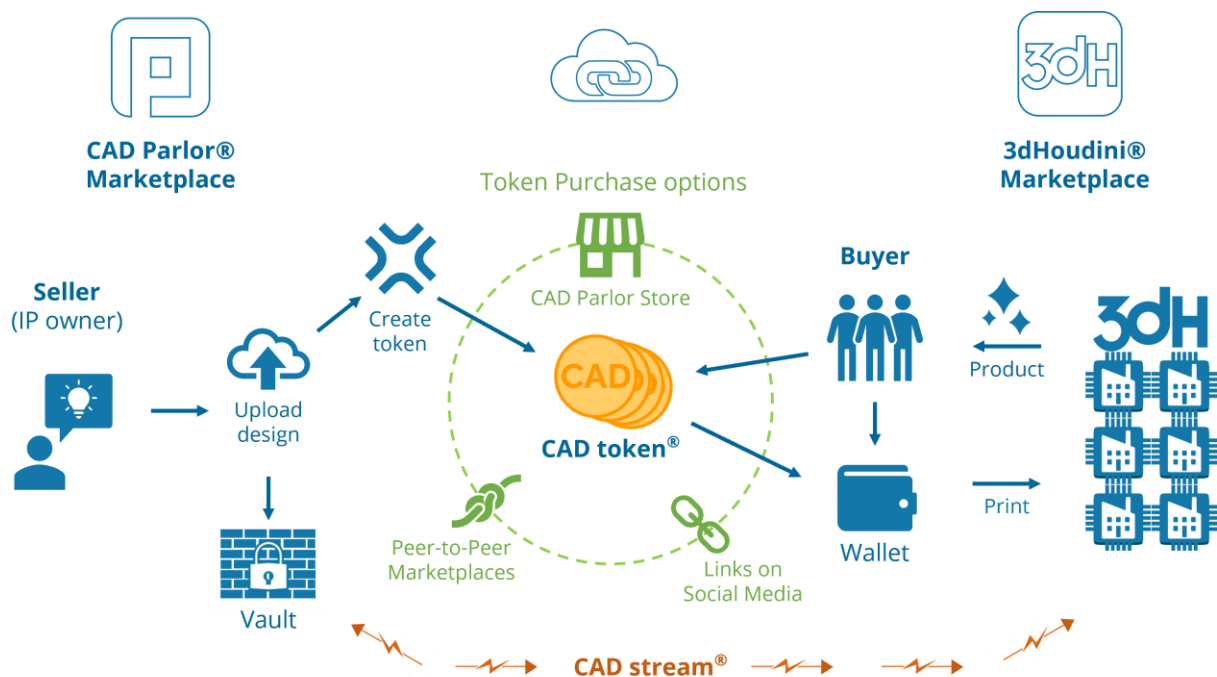 3dH
CAD Parlor®
Marketplace
3dHoudini®
Marketplace
Token Purchase options
CAD Parlor Store
Seller
(IP owner)
Upload
design
Create
token
Vault
CAD
CAD token®
Peer-to-Peer
Marketplaces
Links on
Social Media
Buyer
Wallet
Product
Print
3dH
CAD stream®